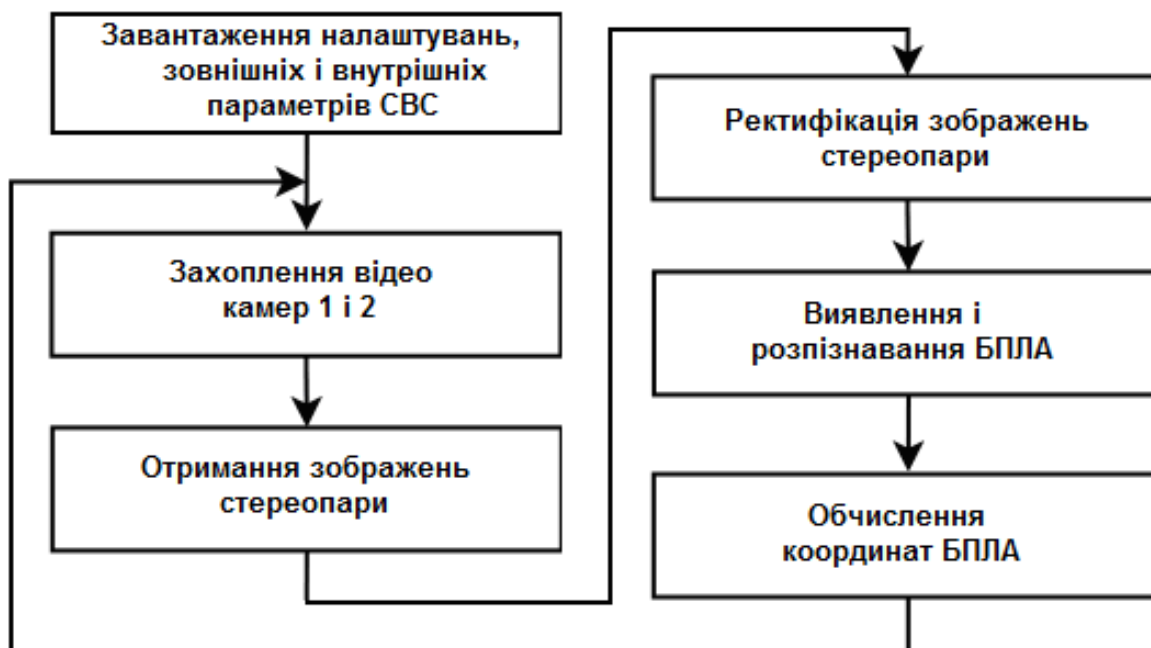 Завантаження налаштувань,
зовнішніх і внутрішніх
параметрів СВС
Захоплення відео
камер 1 і 2
Отримання зображень
стереопари
Ректифікація зображень
стереопари
Виявлення і
розпізнавання БПЛА
Обчислення
координат БПЛА